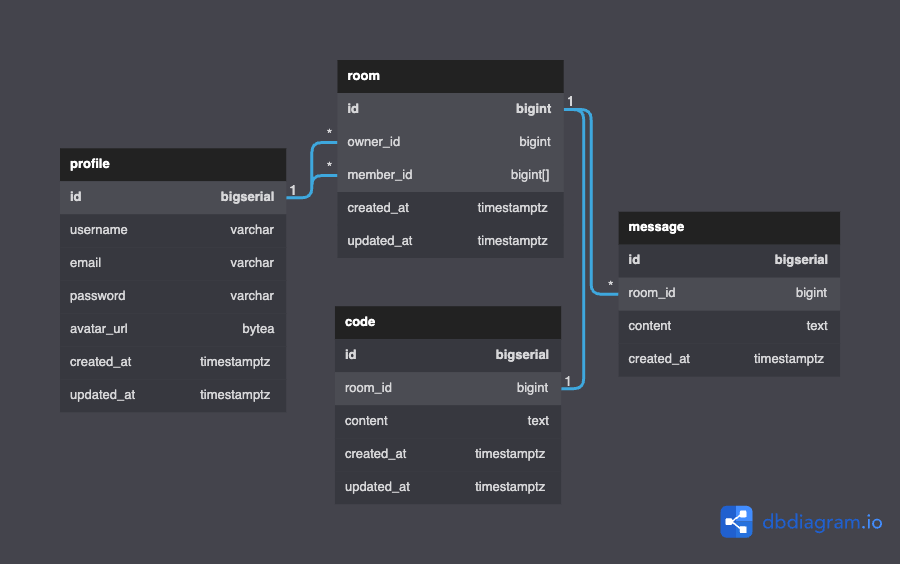 room
id bigint
owner_id bigint
member_id bigint[]
created_at timestamptz
updated_at timestamptz
1
*
*
profile
id bigserial
username varchar
email varchar
password varchar
avatar_url bytea
created_at timestamptz
updated_at timestamptz
1
message
id bigserial
room_id bigint
content text
created_at timestamptz
*
code
id bigserial
room_id bigint
content text
created_at timestamptz
updated_at timestamptz
1
dbdiagram.io